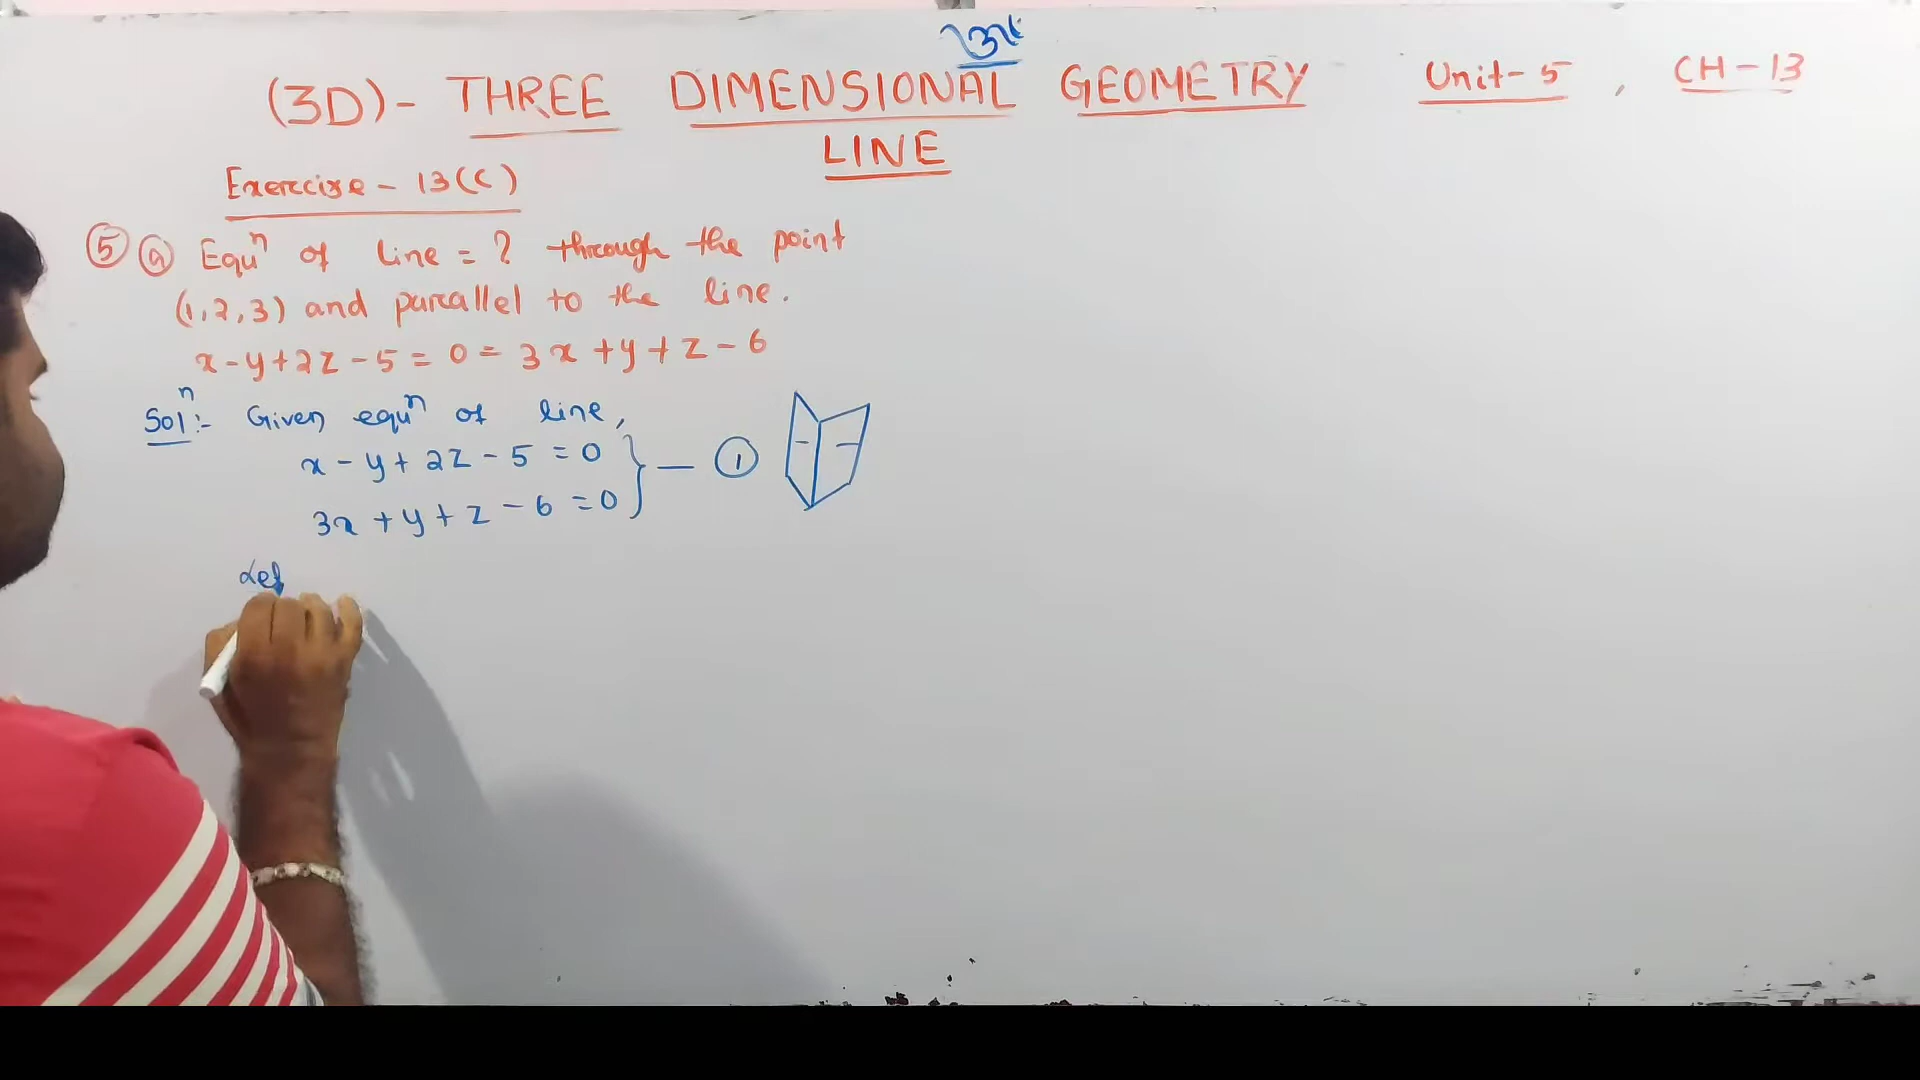 (3D)- THREE DIMENSIONAL GEOMETRY Unit-5 , CH-13
LINE
Exercise - 13(C)
⑤ ⓐ Equⁿ of line = ? through the point
(1,2,3) and parallel to the line.
x-y+2z-5 = 0 = 3x+y+z-6
Solⁿ:- Given equⁿ of line,
x-y+2z-5 = 0
} — ①
3x+y+z-6 = 0
Let